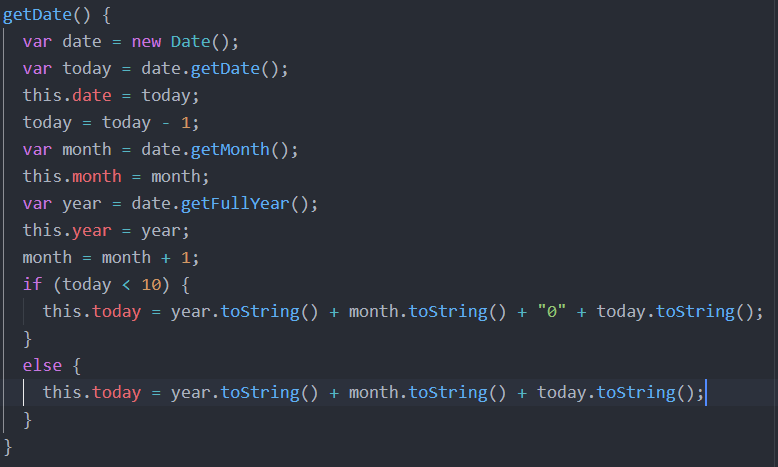 getDate() {
  var date = new Date();
  var today = date.getDate();
  this.date = today;
  today = today - 1;
  var month = date.getMonth();
  this.month = month;
  var year = date.getFullYear();
  this.year = year;
  month = month + 1;
  if (today < 10) {
    this.today = year.toString() + month.toString() + "0" + today.toString();
  }
  else {
    this.today = year.toString() + month.toString() + today.toString();
  }
}